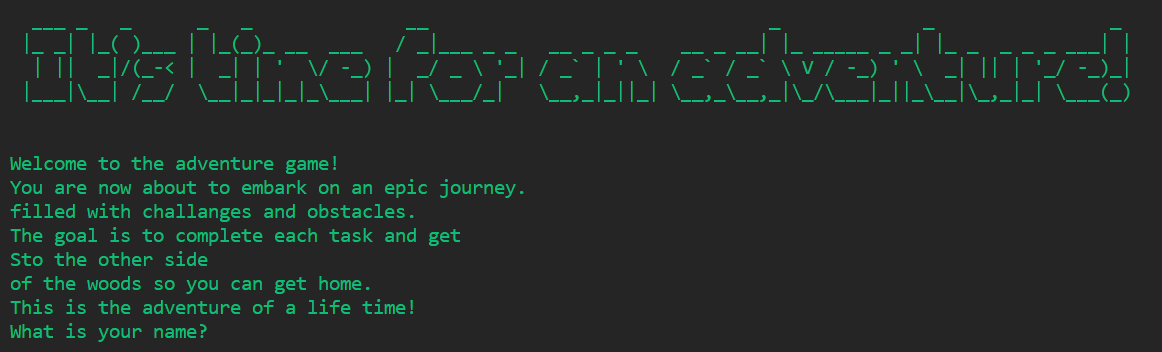 It's time for an adventure!
Welcome to the adventure game!
You are now about to embark on an epic journey.
filled with challanges and obstacles.
The goal is to complete each task and get
Sto the other side
of the woods so you can get home.
This is the adventure of a life time!
What is your name?